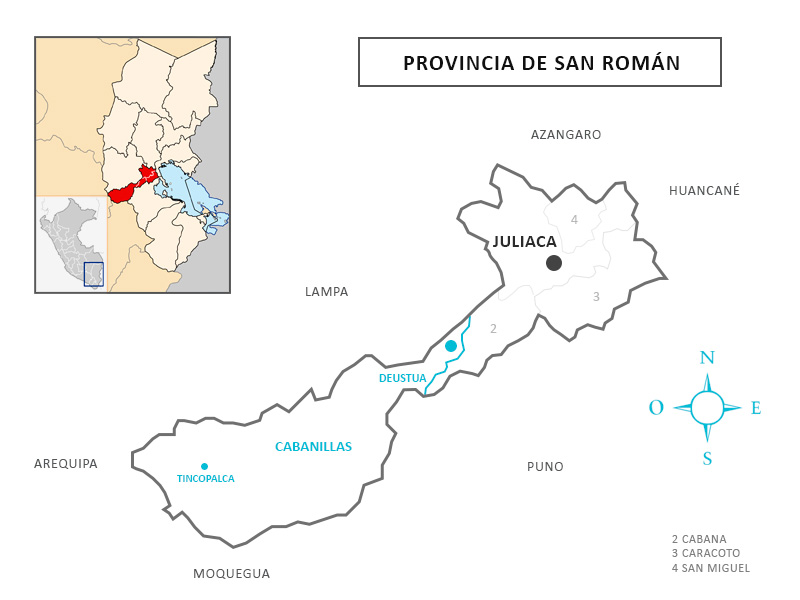 PROVINCIA DE SAN ROMÁN
AZANGARO
HUANCANÉ
4
JULIACA
LAMPA
3
2
N
DEUSTUA
O
E
CABANILLAS
S
AREQUIPA
PUNO
TINCOPALCA
2 CABANA
3 CARACOTO
4 SAN MIGUEL
MOQUEGUA